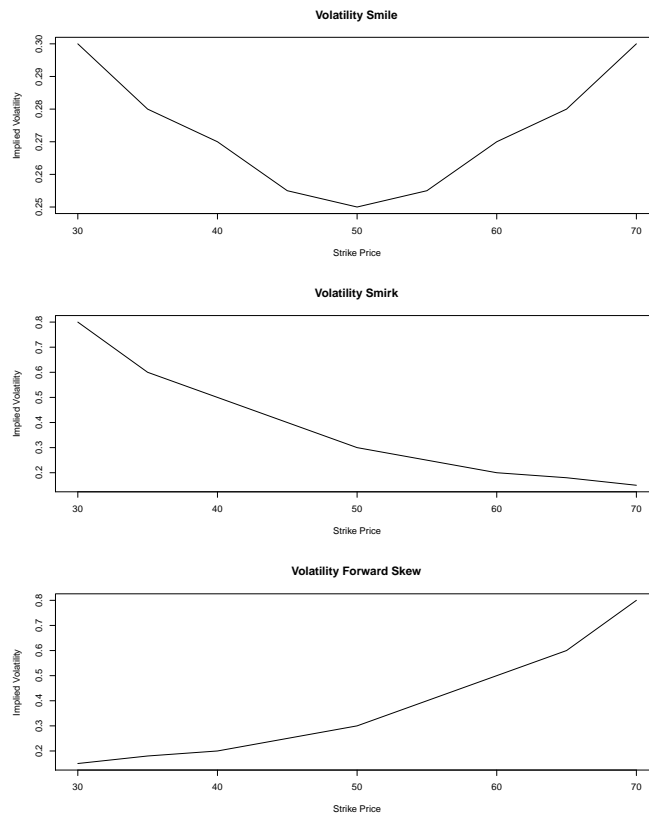 Volatility Smile
Implied Volatility
0.25 0.26 0.27 0.28 0.29 0.30
30 40 50 60 70
Strike Price
Volatility Smirk
Implied Volatility
0.2 0.3 0.4 0.5 0.6 0.7 0.8
30 40 50 60 70
Strike Price
Volatility Forward Skew
Implied Volatility
0.2 0.3 0.4 0.5 0.6 0.7 0.8
30 40 50 60 70
Strike Price